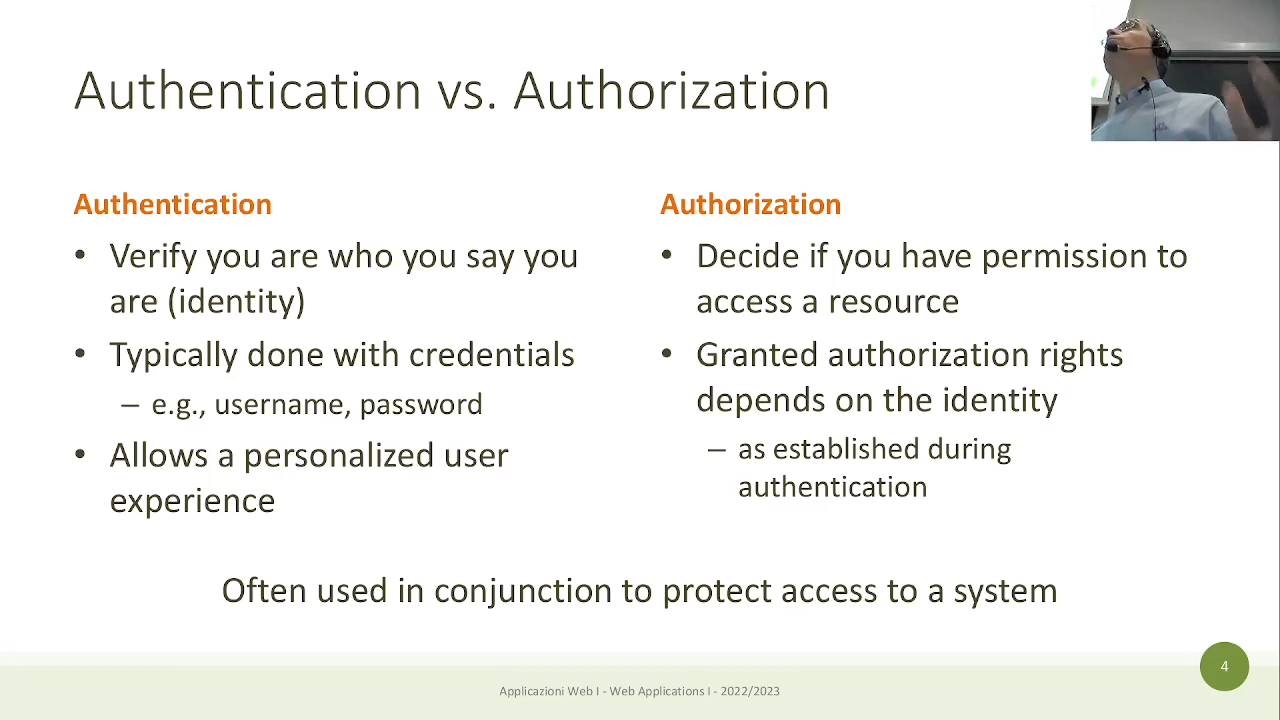 Authentication vs. Authorization
Authentication
• Verify you are who you say you
are (identity)
• Typically done with credentials
– e.g., username, password
• Allows a personalized user
experience
Authorization
• Decide if you have permission to
access a resource
• Granted authorization rights
depends on the identity
– as established during
authentication
Often used in conjunction to protect access to a system
4
Applicazioni Web I - Web Applications I - 2022/2023